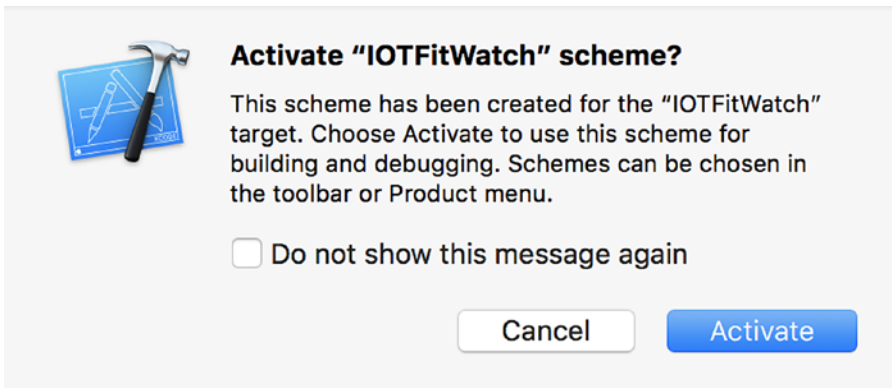 Activate “IOTFitWatch” scheme?
This scheme has been created for the “IOTFitWatch”
target. Choose Activate to use this scheme for
building and debugging. Schemes can be chosen in
the toolbar or Product menu.
Do not show this message again
Cancel
Activate